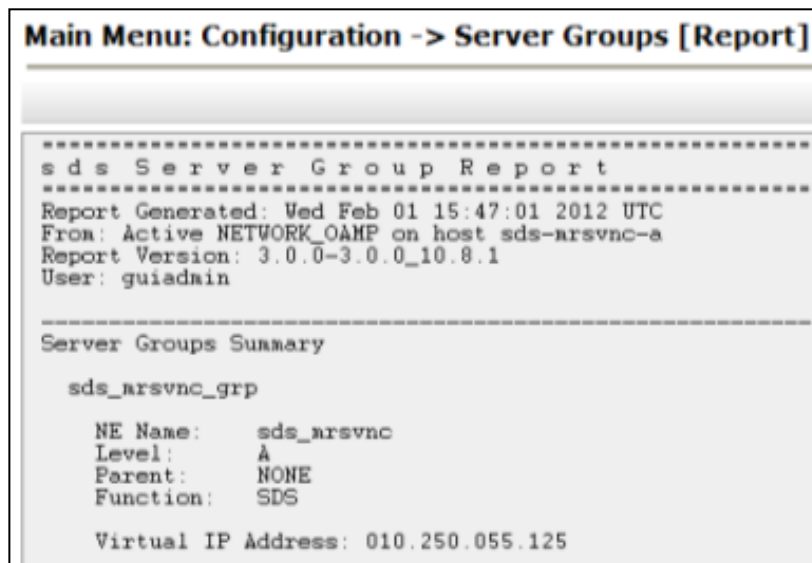 Main Menu: Configuration -> Server Groups [Report]
================================================================
s d s   S e r v e r   G r o u p   R e p o r t
================================================================
Report Generated: Wed Feb 01 15:47:01 2012 UTC
From: Active NETWORK_OAMP on host sds-mrsvnc-a
Report Version: 3.0.0-3.0.0_10.8.1
User: guiadmin
----------------------------------------------------------------
Server Groups Summary
sds_mrsvnc_grp
NE Name: sds_mrsvnc
Level: A
Parent: NONE
Function: SDS
Virtual IP Address: 010.250.055.125